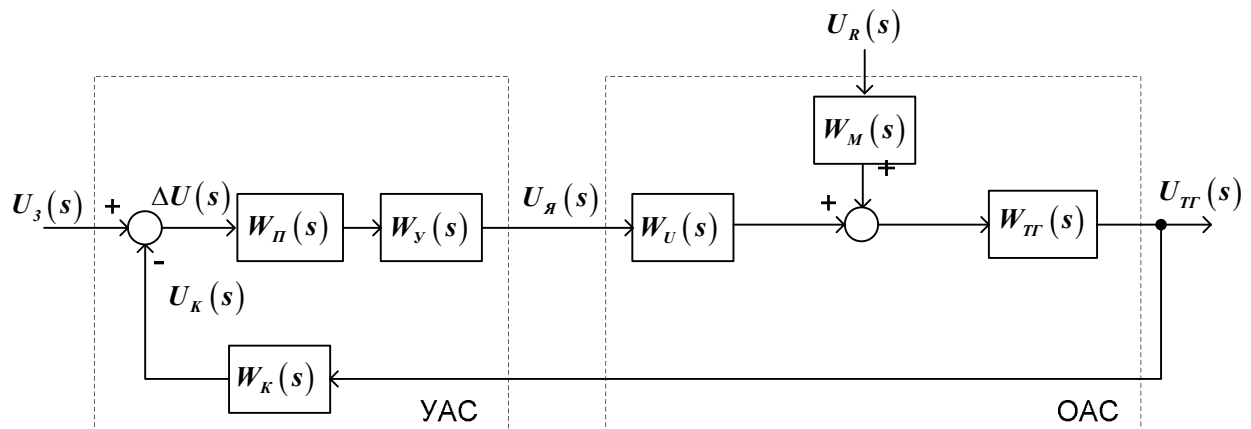 U_R(s)
W_M(s)
+
U_З(s)
+
ΔU(s)
W_П(s)
W_У(s)
U_Я(s)
W_U(s)
+
W_ТГ(s)
U_ТГ(s)
-
U_К(s)
W_К(s)
УАС
ОАС